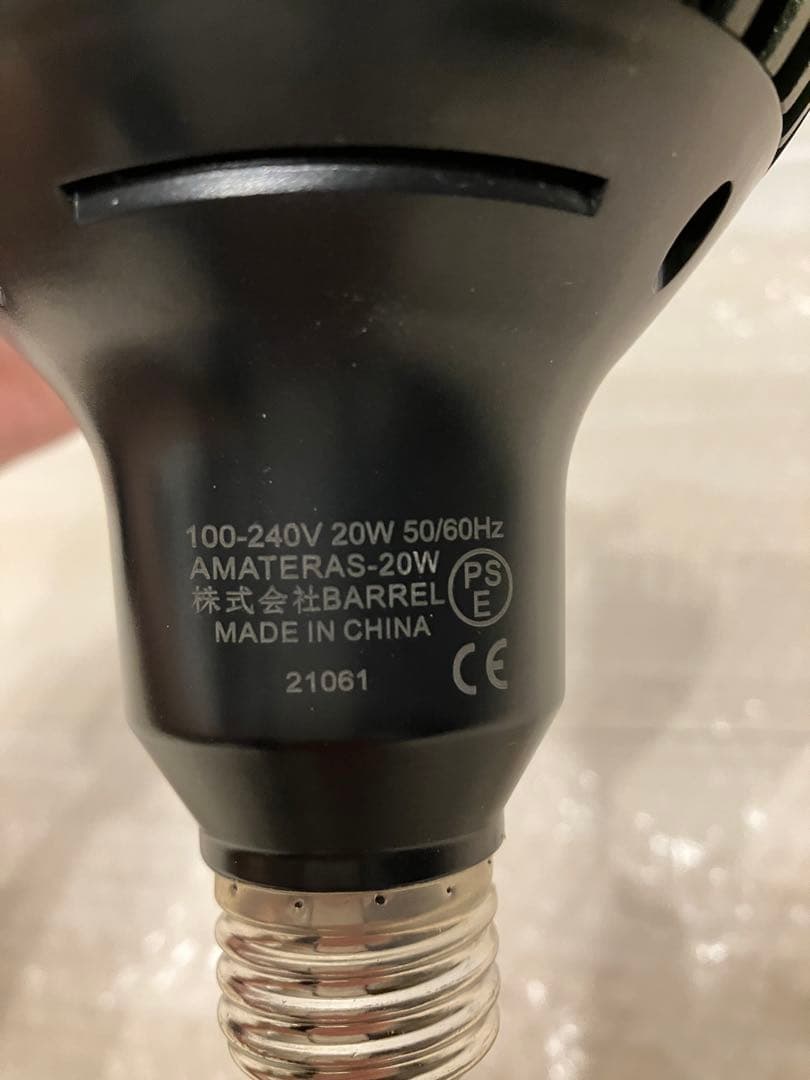 100-240V 20W 50/60Hz
AMATERAS-20W
株式会社BARREL
PS
E
MADE IN CHINA
21061
CE